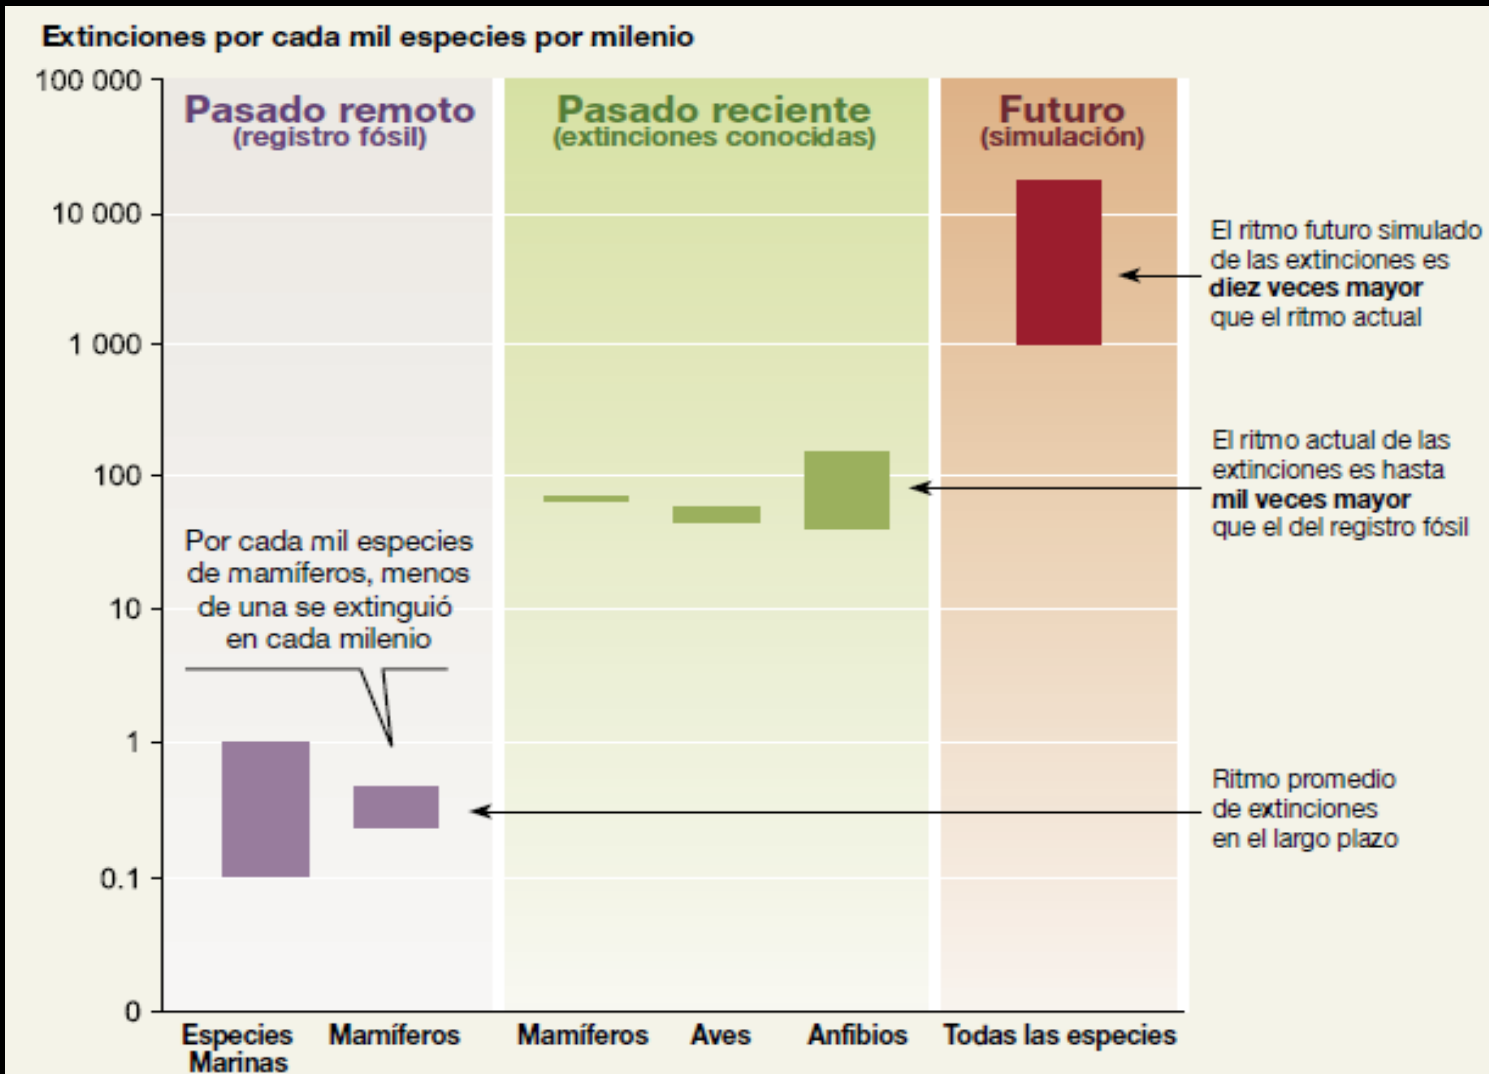 Extinciones por cada mil especies por milenio
100 000
10 000
1 000
100
10
1
0.1
0
Pasado remoto
(registro fósil)
Pasado reciente
(extinciones conocidas)
Futuro
(simulación)
Por cada mil especies
de mamíferos, menos
de una se extinguió
en cada milenio
El ritmo futuro simulado
de las extinciones es
diez veces mayor
que el ritmo actual
El ritmo actual de las
extinciones es hasta
mil veces mayor
que el del registro fósil
Ritmo promedio
de extinciones
en el largo plazo
Especies
Marinas
Mamíferos
Mamíferos
Aves
Anfibios
Todas las especies